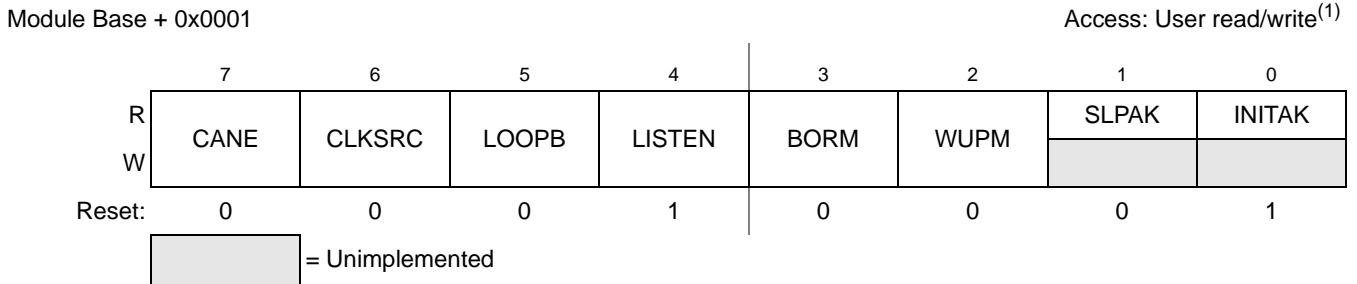 Module Base + 0x0001 Access: User read/write(1)
7 6 5 4 3 2 1 0
R CANE CLKSRC LOOPB LISTEN BORM WUPM SLPAK INITAK
W
Reset: 0 0 0 1 0 0 0 1
= Unimplemented